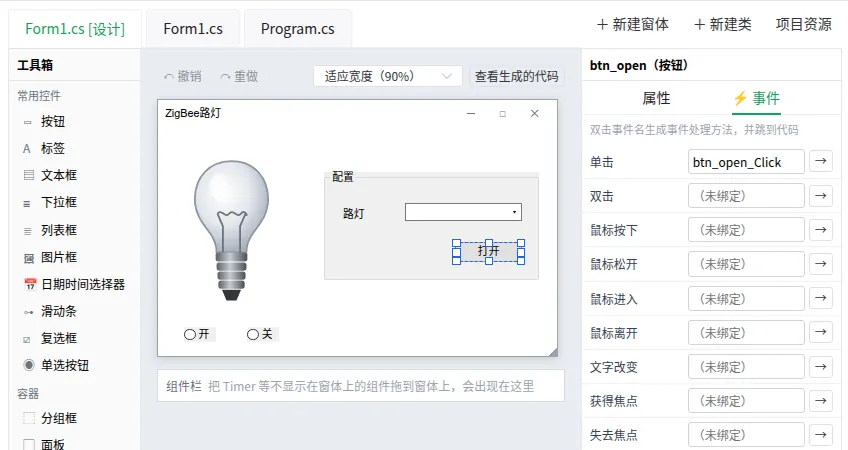 Form1.cs [设计] Form1.cs Program.cs 新建窗体 新建类 项目资源
工具箱
常用控件
按钮
标签
文本框
下拉框
列表框
图片框
日期时间选择器
滑动条
复选框
单选按钮
容器
分组框
面板
撤销 重做 适应宽度（90%） 查看生成的代码
ZigBee路灯
配置
路灯
打开
开 关
组件栏 把 Timer 等不显示在窗体上的组件拖到窗体上，会出现在这里
btn_open（按钮）
属性 ⚡ 事件
双击事件名生成事件处理方法，并跳到代码
单击 btn_open_Click →
双击 （未绑定） →
鼠标按下 （未绑定） →
鼠标松开 （未绑定） →
鼠标进入 （未绑定） →
鼠标离开 （未绑定） →
文字改变 （未绑定） →
获得焦点 （未绑定） →
失去焦点 （未绑定） →